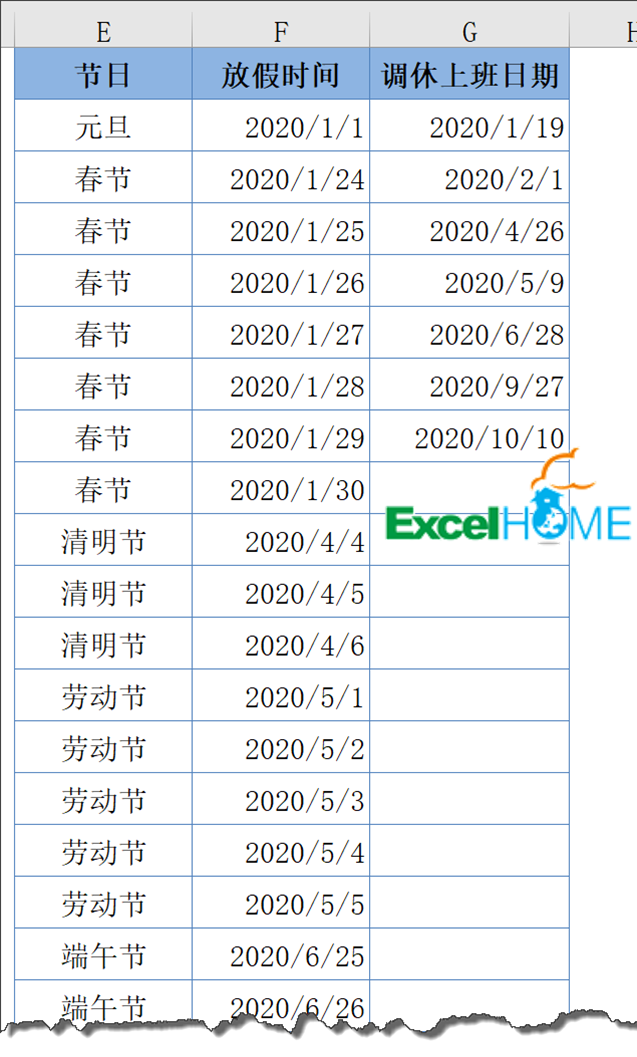 E F G H
节日 放假时间 调休上班日期
元旦 2020/1/1 2020/1/19
春节 2020/1/24 2020/2/1
春节 2020/1/25 2020/4/26
春节 2020/1/26 2020/5/9
春节 2020/1/27 2020/6/28
春节 2020/1/28 2020/9/27
春节 2020/1/29 2020/10/10
春节 2020/1/30
ExcelHOME
清明节 2020/4/4
清明节 2020/4/5
清明节 2020/4/6
劳动节 2020/5/1
劳动节 2020/5/2
劳动节 2020/5/3
劳动节 2020/5/4
劳动节 2020/5/5
端午节 2020/6/25
端午节 2020/6/26